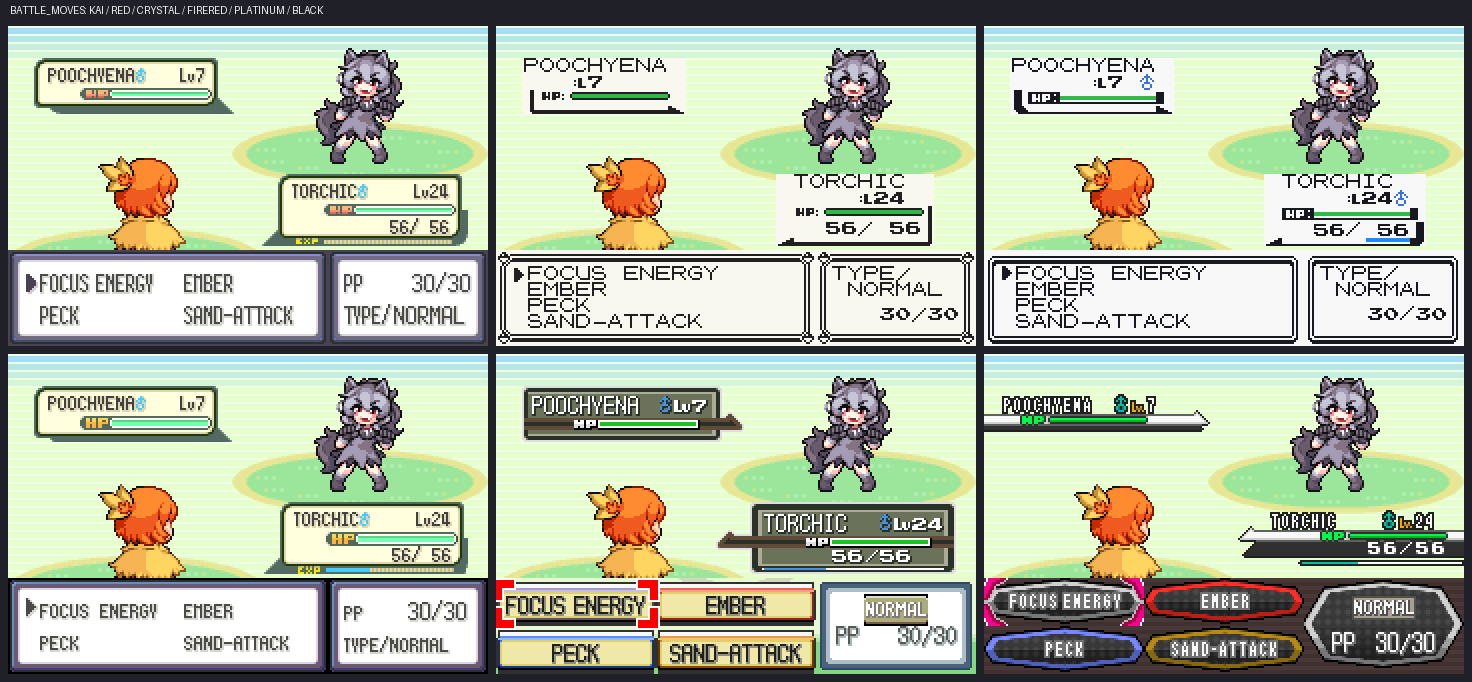 BATTLE_MOVES: KAI / RED / CRYSTAL / FIRERED / PLATINUM / BLACK
POOCHYENA♂ Lv7
HP
TORCHIC♂ Lv24
HP
56/ 56
EXP
FOCUS ENERGY EMBER
PECK SAND-ATTACK
PP 30/30
TYPE/NORMAL
POOCHYENA
:L7
HP:
TORCHIC
:L24
HP:
56/ 56
FOCUS ENERGY
EMBER
PECK
SAND-ATTACK
TYPE/
NORMAL
30/30
POOCHYENA
:L7 ♂
HP:
TORCHIC
:L24♂
HP:
56/ 56
FOCUS ENERGY
EMBER
PECK
SAND-ATTACK
TYPE/
NORMAL
30/30
POOCHYENA♂ Lv7
HP
TORCHIC♂ Lv24
HP
56/ 56
EXP
FOCUS ENERGY EMBER
PECK SAND-ATTACK
PP 30/30
TYPE/NORMAL
POOCHYENA ♂Lv7
HP
TORCHIC ♂Lv24
HP
56/56
FOCUS ENERGY EMBER
PECK SAND-ATTACK
NORMAL
PP 30/30
POOCHYENA ♂Lv7
HP
TORCHIC ♂Lv24
HP
56/56
FOCUS ENERGY EMBER
PECK SAND-ATTACK
NORMAL
PP 30/30